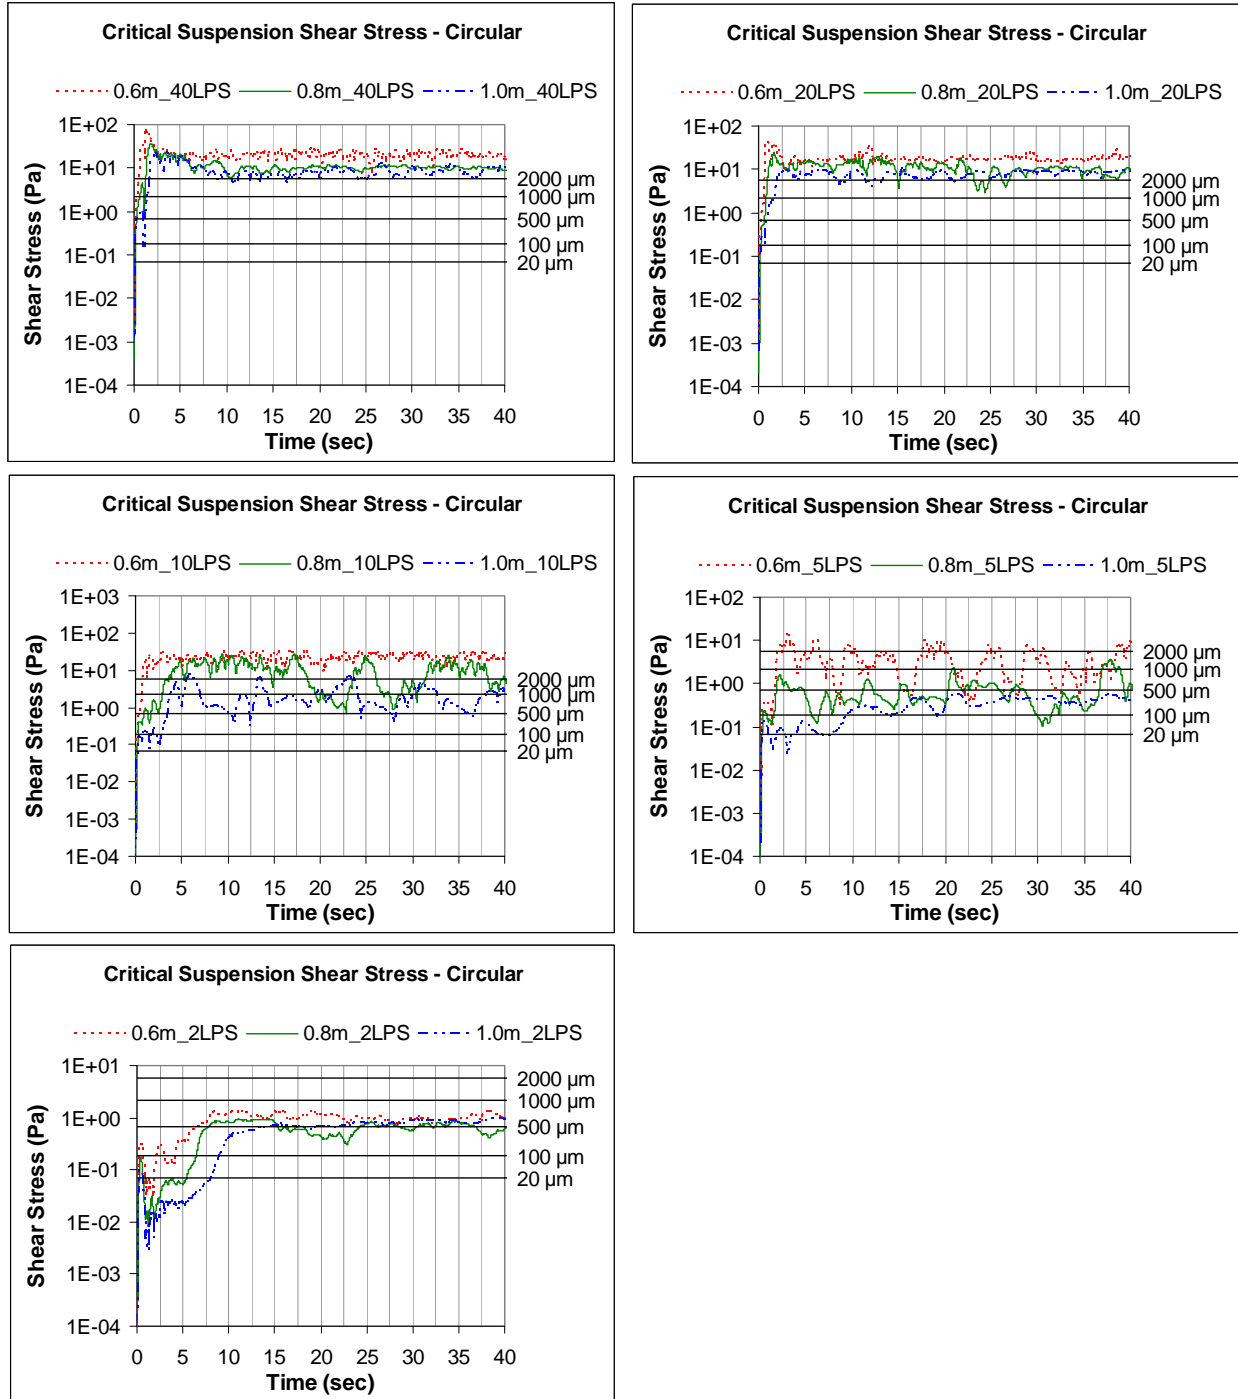 Critical Suspension Shear Stress - Circular
0.6m_40LPS 0.8m_40LPS 1.0m_40LPS
1E+02
1E+01
1E+00
1E-01
1E-02
1E-03
1E-04
2000 µm
1000 µm
500 µm
100 µm
20 µm
Shear Stress (Pa)
0 5 10 15 20 25 30 35 40
Time (sec)
Critical Suspension Shear Stress - Circular
0.6m_20LPS 0.8m_20LPS 1.0m_20LPS
1E+02
1E+01
1E+00
1E-01
1E-02
1E-03
1E-04
2000 µm
1000 µm
500 µm
100 µm
20 µm
Shear Stress (Pa)
0 5 10 15 20 25 30 35 40
Time (sec)
Critical Suspension Shear Stress - Circular
0.6m_10LPS 0.8m_10LPS 1.0m_10LPS
1E+03
1E+02
1E+01
1E+00
1E-01
1E-02
1E-03
1E-04
2000 µm
1000 µm
500 µm
100 µm
20 µm
Shear Stress (Pa)
0 5 10 15 20 25 30 35 40
Time (sec)
Critical Suspension Shear Stress - Circular
0.6m_5LPS 0.8m_5LPS 1.0m_5LPS
1E+02
1E+01
1E+00
1E-01
1E-02
1E-03
1E-04
2000 µm
1000 µm
500 µm
100 µm
20 µm
Shear Stress (Pa)
0 5 10 15 20 25 30 35 40
Time (sec)
Critical Suspension Shear Stress - Circular
0.6m_2LPS 0.8m_2LPS 1.0m_2LPS
1E+01
1E+00
1E-01
1E-02
1E-03
1E-04
2000 µm
1000 µm
500 µm
100 µm
20 µm
Shear Stress (Pa)
0 5 10 15 20 25 30 35 40
Time (sec)